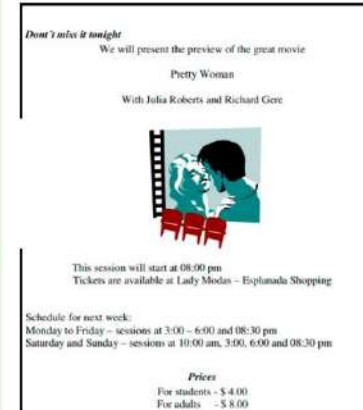 Dont´t miss it tonight
We will present the preview of the great movie
Pretty Woman
With Julia Roberts and Richard Gere
This session will start at 08:00 pm
Tickets are available at Lady Modas – Esplanada Shopping
Schedule for next week:
Monday to Friday – sessions at 3:00 – 6:00 and 08:30 pm
Saturday and Sunday – sessions at 10:00 am, 3:00, 6:00 and 08:30 pm
Prices
For students - $ 4.00
For adults - $ 8.00